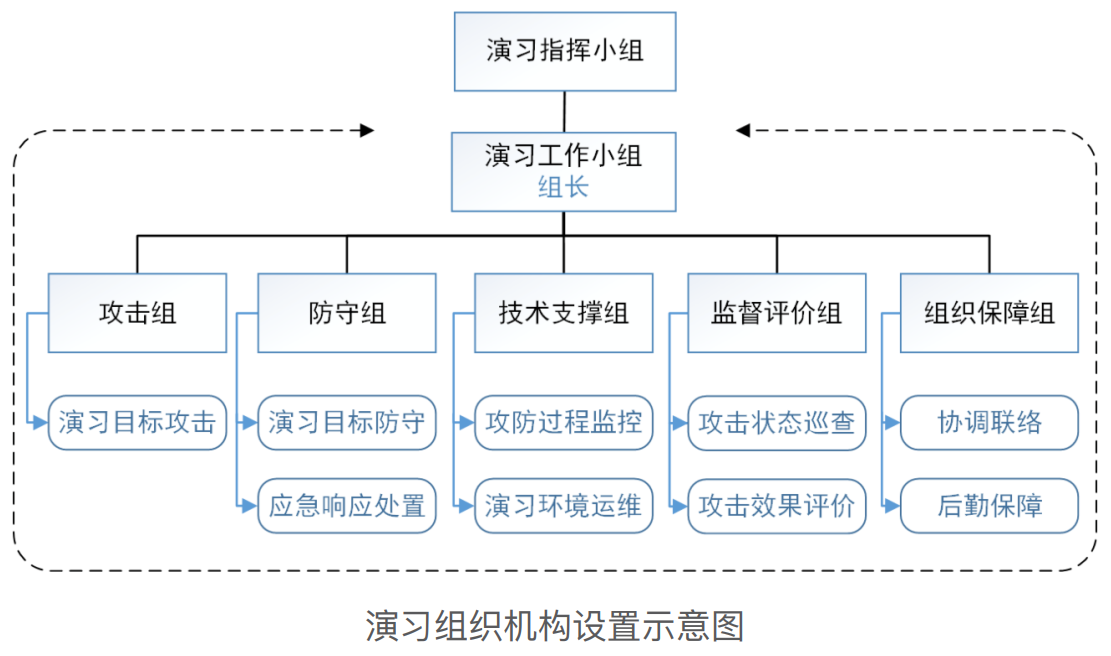 演习指挥小组
演习工作小组
组长
攻击组
防守组
技术支撑组
监督评价组
组织保障组
演习目标攻击
演习目标防守
攻防过程监控
攻击状态巡查
协调联络
应急响应处置
演习环境运维
攻击效果评价
后勤保障
演习组织机构设置示意图